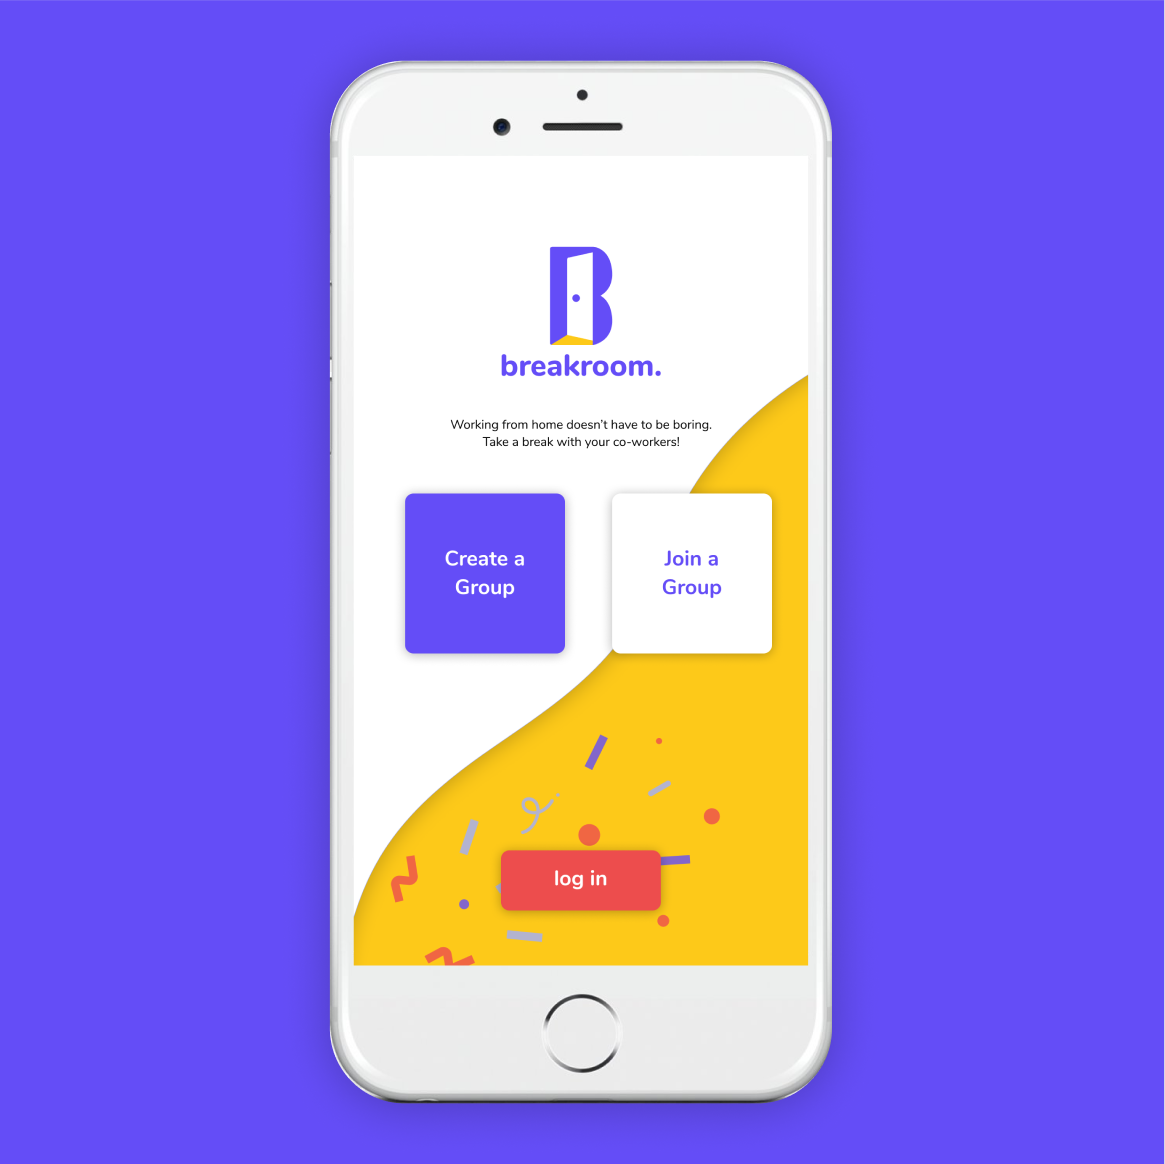 B
breakroom.
Working from home doesn't have to be boring.
Take a break with your co-workers!
Create a
Group
Join a
Group
log in